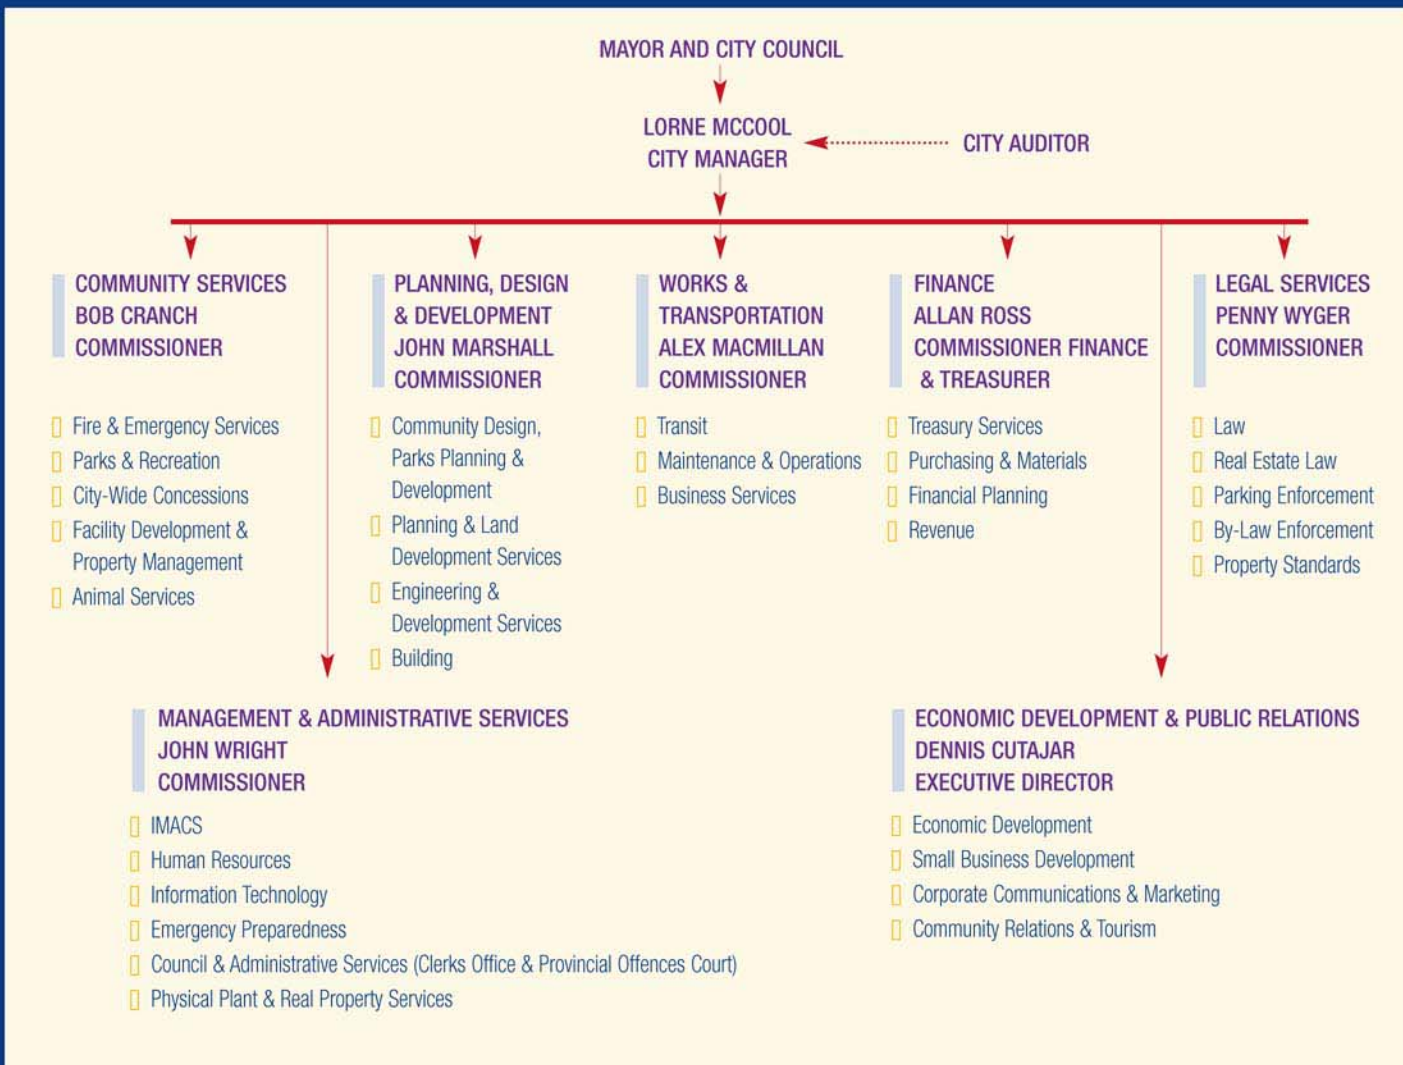 MAYOR AND CITY COUNCIL
LORNE MCCOOL
CITY MANAGER
CITY AUDITOR
COMMUNITY SERVICES
BOB CRANCH
COMMISSIONER
Fire & Emergency Services
Parks & Recreation
City-Wide Concessions
Facility Development &
Property Management
Animal Services
PLANNING, DESIGN
& DEVELOPMENT
JOHN MARSHALL
COMMISSIONER
Community Design,
Parks Planning &
Development
Planning & Land
Development Services
Engineering &
Development Services
Building
WORKS &
TRANSPORTATION
ALEX MACMILLAN
COMMISSIONER
Transit
Maintenance & Operations
Business Services
FINANCE
ALLAN ROSS
COMMISSIONER FINANCE
& TREASURER
Treasury Services
Purchasing & Materials
Financial Planning
Revenue
LEGAL SERVICES
PENNY WYGER
COMMISSIONER
Law
Real Estate Law
Parking Enforcement
By-Law Enforcement
Property Standards
MANAGEMENT & ADMINISTRATIVE SERVICES
JOHN WRIGHT
COMMISSIONER
IMACS
Human Resources
Information Technology
Emergency Preparedness
Council & Administrative Services (Clerks Office & Provincial Offences Court)
Physical Plant & Real Property Services
ECONOMIC DEVELOPMENT & PUBLIC RELATIONS
DENNIS CUTAJAR
EXECUTIVE DIRECTOR
Economic Development
Small Business Development
Corporate Communications & Marketing
Community Relations & Tourism